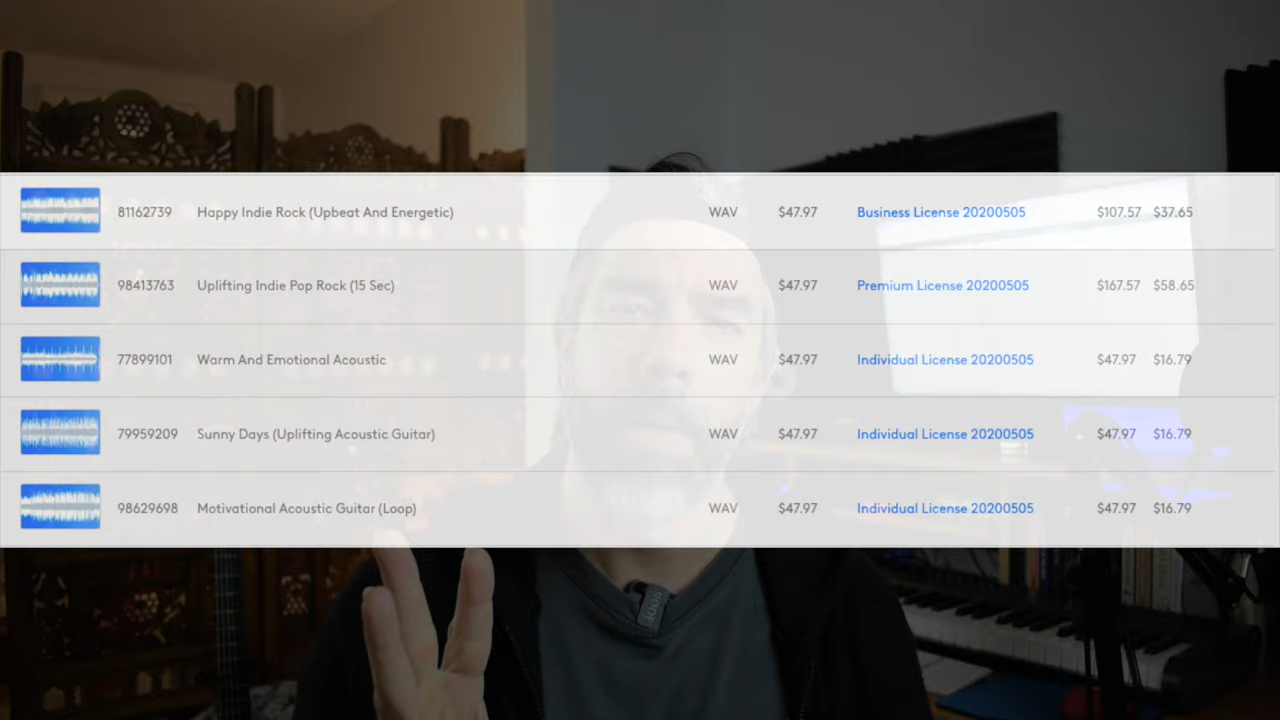 81162739 Happy Indie Rock (Upbeat And Energetic) WAV $47.97 Business License 20200505 $107.57 $37.65
98413763 Uplifting Indie Pop Rock (15 Sec) WAV $47.97 Premium License 20200505 $167.57 $58.65
77899101 Warm And Emotional Acoustic WAV $47.97 Individual License 20200505 $47.97 $16.79
79959209 Sunny Days (Uplifting Acoustic Guitar) WAV $47.97 Individual License 20200505 $47.97 $16.79
98629698 Motivational Acoustic Guitar (Loop) WAV $47.97 Individual License 20200505 $47.97 $16.79
RODE